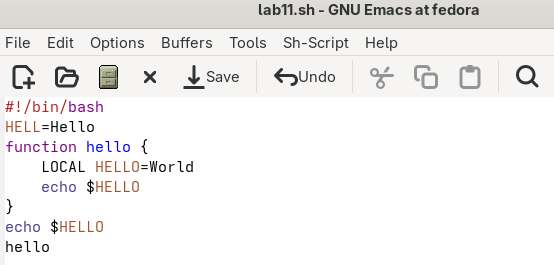 lab11.sh - GNU Emacs at fedora
File Edit Options Buffers Tools Sh-Script Help
Save Undo
#!/bin/bash
HELL=Hello
function hello {
    LOCAL HELLO=World
    echo $HELLO
}
echo $HELLO
hello